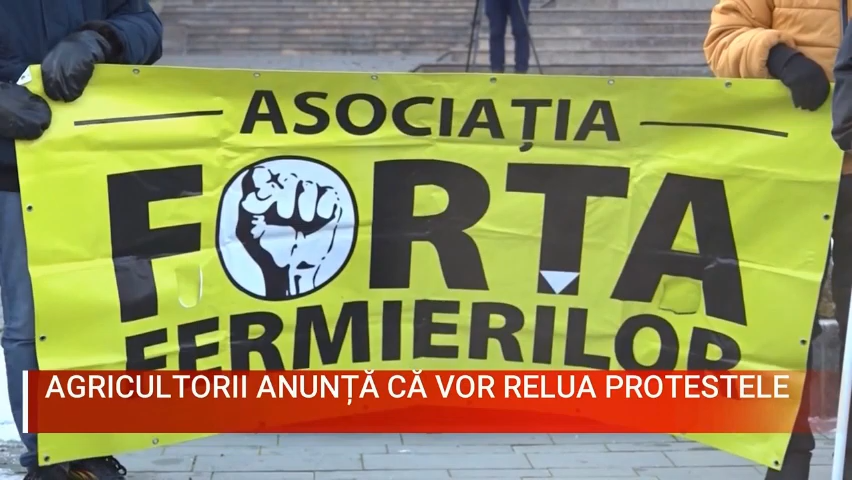 ASOCIAȚIA
FORȚA
FERMIERILOR
AGRICULTORII ANUNȚĂ CĂ VOR RELUA PROTESTELE